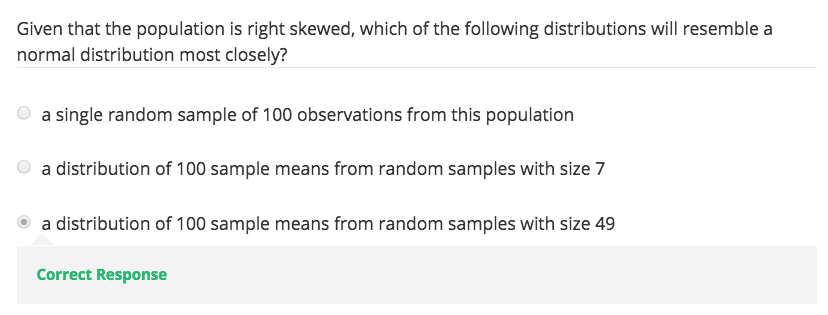 Given that the population is right skewed, which of the following distributions will resemble a
normal distribution most closely?
a single random sample of 100 observations from this population
a distribution of 100 sample means from random samples with size 7
a distribution of 100 sample means from random samples with size 49
Correct Response